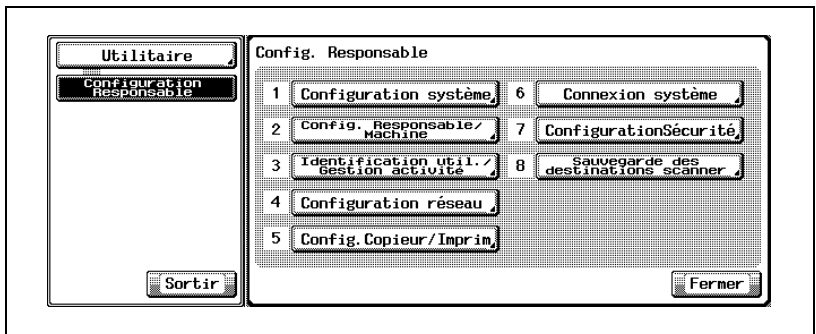 Utilitaire
Configuration
Responsable
Sortir
Config. Responsable
1 Configuration système
2 Config. Responsable/
Machine
3 Identification util./
Gestion activité
4 Configuration réseau
5 Config.Copieur/Imprim
6 Connexion système
7 ConfigurationSécurité
8 Sauvegarde des
destinations scanner
Fermer